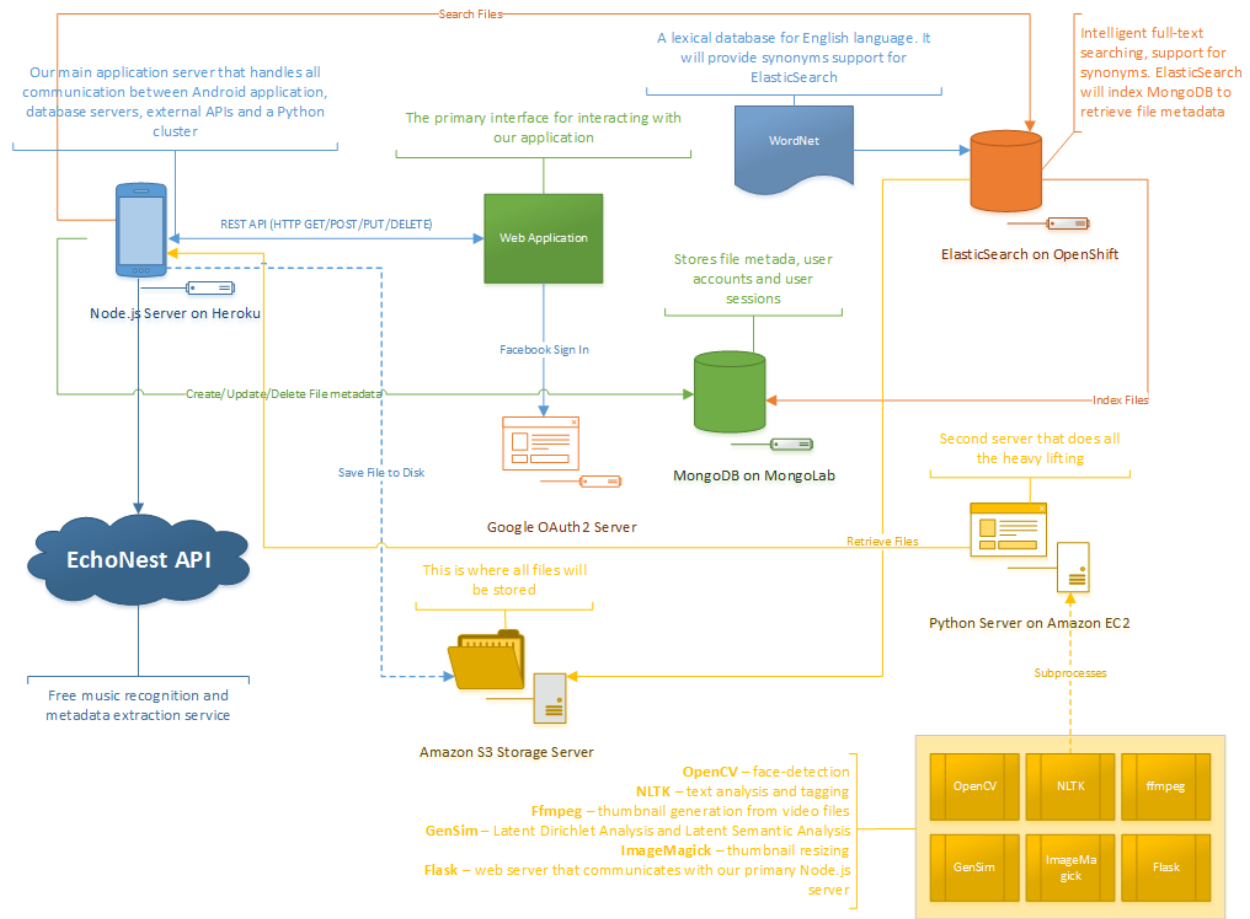 Search Files
Our main application server that handles all
communication between Android application,
database servers, external APIs and a Python
cluster
A lexical database for English language. It
will provide synonyms support for
ElasticSearch
Intelligent full-text
searching, support for
synonyms. ElasticSearch
will index MongoDB to
retrieve file metadata
The primary interface for interacting with
our application
WordNet
REST API (HTTP GET/POST/PUT/DELETE)
Web Application
ElasticSearch on OpenShift
Stores file metada, user
accounts and user
sessions
Node.js Server on Heroku
Facebook Sign In
Create/Update/Delete File metadata
Index Files
Save File to Disk
MongoDB on MongoLab
Second server that does all
the heavy lifting
Google OAuth2 Server
EchoNest API
Retrieve Files
This is where all files will
be stored
Python Server on Amazon EC2
Subprocesses
Free music recognition and
metadata extraction service
Amazon S3 Storage Server
OpenCV – face-detection
NLTK – text analysis and tagging
Ffmpeg – thumbnail generation from video files
GenSim – Latent Dirichlet Analysis and Latent Semantic Analysis
ImageMagick – thumbnail resizing
Flask – web server that communicates with our primary Node.js
server
OpenCV
NLTK
ffmpeg
GenSim
ImageMa
gick
Flask